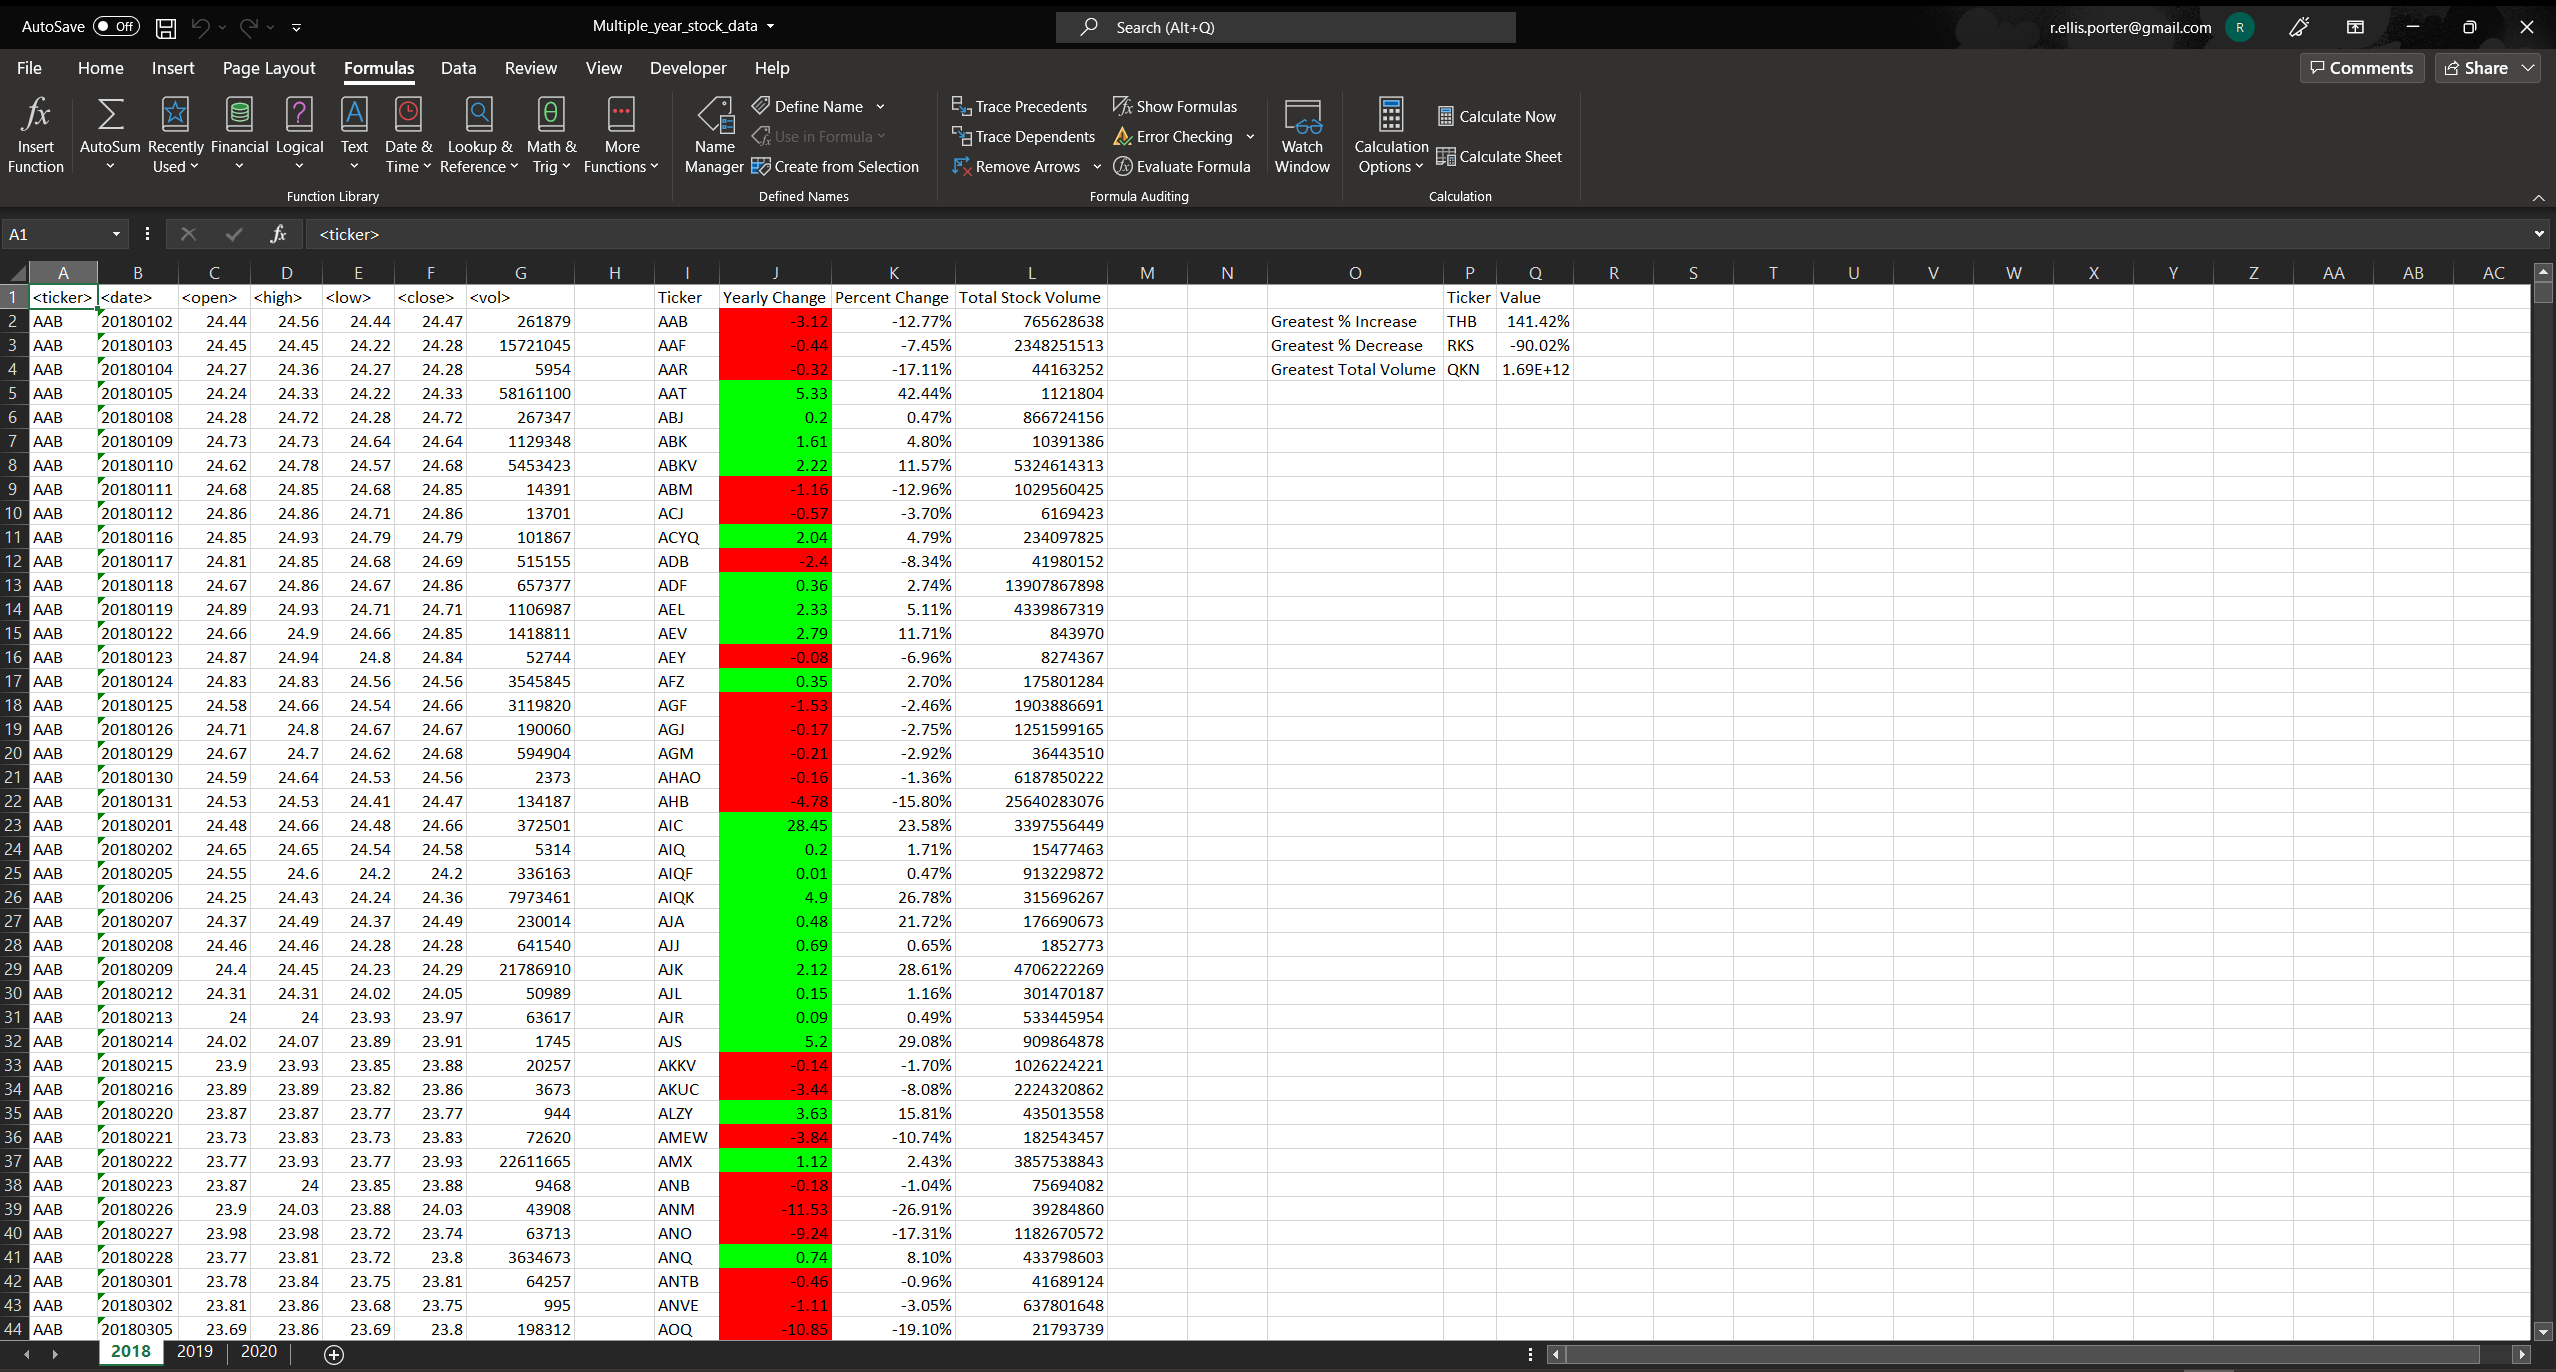 AutoSave Off Multiple_year_stock_data Search (Alt+Q) r.ellis.porter@gmail.com R
File Home Insert Page Layout Formulas Data Review View Developer Help Comments Share
Insert Function AutoSum Recently Used Financial Logical Text Date & Time Lookup & Reference Math & Trig More Functions
Name Manager Define Name Use in Formula Create from Selection
Trace Precedents Trace Dependents Remove Arrows Show Formulas Error Checking Evaluate Formula Watch Window
Calculation Options Calculate Now Calculate Sheet
Function Library Defined Names Formula Auditing Calculation
A1 fx <ticker>
A B C D E F G H I J K L M N O P Q R S T U V W X Y Z AA AB AC
1 <ticker> <date> <open> <high> <low> <close> <vol> Ticker Yearly Change Percent Change Total Stock Volume Ticker Value
2 AAB 20180102 24.44 24.56 24.44 24.47 261879 AAB -3.12 -12.77% 765628638 Greatest % Increase THB 141.42%
3 AAB 20180103 24.45 24.45 24.22 24.28 15721045 AAF -0.44 -7.45% 2348251513 Greatest % Decrease RKS -90.02%
4 AAB 20180104 24.27 24.36 24.27 24.28 5954 AAR -0.32 -17.11% 44163252 Greatest Total Volume QKN 1.69E+12
5 AAB 20180105 24.24 24.33 24.22 24.33 58161100 AAT 5.33 42.44% 1121804
6 AAB 20180108 24.28 24.72 24.28 24.72 267347 ABJ 0.2 0.47% 866724156
7 AAB 20180109 24.73 24.73 24.64 24.64 1129348 ABK 1.61 4.80% 10391386
8 AAB 20180110 24.62 24.78 24.57 24.68 5453423 ABKV 2.22 11.57% 5324614313
9 AAB 20180111 24.68 24.85 24.68 24.85 14391 ABM -1.16 -12.96% 1029560425
10 AAB 20180112 24.86 24.86 24.71 24.86 13701 ACJ -0.57 -3.70% 6169423
11 AAB 20180116 24.85 24.93 24.79 24.79 101867 ACYQ 2.04 4.79% 234097825
12 AAB 20180117 24.81 24.85 24.68 24.69 515155 ADB -2.4 -8.34% 41980152
13 AAB 20180118 24.67 24.86 24.67 24.86 657377 ADF 0.36 2.74% 13907867898
14 AAB 20180119 24.89 24.93 24.71 24.71 1106987 AEL 2.33 5.11% 4339867319
15 AAB 20180122 24.66 24.9 24.66 24.85 1418811 AEV 2.79 11.71% 843970
16 AAB 20180123 24.87 24.94 24.8 24.84 52744 AEY -0.08 -6.96% 8274367
17 AAB 20180124 24.83 24.83 24.56 24.56 3545845 AFZ 0.35 2.70% 175801284
18 AAB 20180125 24.58 24.66 24.54 24.66 3119820 AGF -1.53 -2.46% 1903886691
19 AAB 20180126 24.71 24.8 24.67 24.67 190060 AGJ -0.17 -2.75% 1251599165
20 AAB 20180129 24.67 24.7 24.62 24.68 594904 AGM -0.21 -2.92% 36443510
21 AAB 20180130 24.59 24.64 24.53 24.56 2373 AHAO -0.16 -1.36% 6187850222
22 AAB 20180131 24.53 24.53 24.41 24.47 134187 AHB -4.78 -15.80% 25640283076
23 AAB 20180201 24.48 24.66 24.48 24.66 372501 AIC 28.45 23.58% 3397556449
24 AAB 20180202 24.65 24.65 24.54 24.58 5314 AIQ 0.2 1.71% 15477463
25 AAB 20180205 24.55 24.6 24.2 24.2 336163 AIQF 0.01 0.47% 913229872
26 AAB 20180206 24.25 24.43 24.24 24.36 7973461 AIQK 4.9 26.78% 315696267
27 AAB 20180207 24.37 24.49 24.37 24.49 230014 AJA 0.48 21.72% 176690673
28 AAB 20180208 24.46 24.46 24.28 24.28 641540 AJJ 0.69 0.65% 1852773
29 AAB 20180209 24.4 24.45 24.23 24.29 21786910 AJK 2.12 28.61% 4706222269
30 AAB 20180212 24.31 24.31 24.02 24.05 50989 AJL 0.15 1.16% 301470187
31 AAB 20180213 24 24 23.93 23.97 63617 AJR 0.09 0.49% 533445954
32 AAB 20180214 24.02 24.07 23.89 23.91 1745 AJS 5.2 29.08% 909864878
33 AAB 20180215 23.9 23.93 23.85 23.88 20257 AKKV -0.14 -1.70% 1026224221
34 AAB 20180216 23.89 23.89 23.82 23.86 3673 AKUC -3.44 -8.08% 2224320862
35 AAB 20180220 23.87 23.87 23.77 23.77 944 ALZY 3.63 15.81% 435013558
36 AAB 20180221 23.73 23.83 23.73 23.83 72620 AMEW -3.84 -10.74% 182543457
37 AAB 20180222 23.77 23.93 23.77 23.93 22611665 AMX 1.12 2.43% 3857538843
38 AAB 20180223 23.87 24 23.85 23.88 9468 ANB -0.18 -1.04% 75694082
39 AAB 20180226 23.9 24.03 23.88 24.03 43908 ANM -11.53 -26.91% 39284860
40 AAB 20180227 23.98 23.98 23.72 23.74 63713 ANO -9.24 -17.31% 1182670572
41 AAB 20180228 23.77 23.81 23.72 23.8 3634673 ANQ 0.74 8.10% 433798603
42 AAB 20180301 23.78 23.84 23.75 23.81 64257 ANTB -0.46 -0.96% 41689124
43 AAB 20180302 23.81 23.86 23.68 23.75 995 ANVE -1.11 -3.05% 637801648
44 AAB 20180305 23.69 23.86 23.69 23.8 198312 AOQ -10.85 -19.10% 21793739
2018 2019 2020